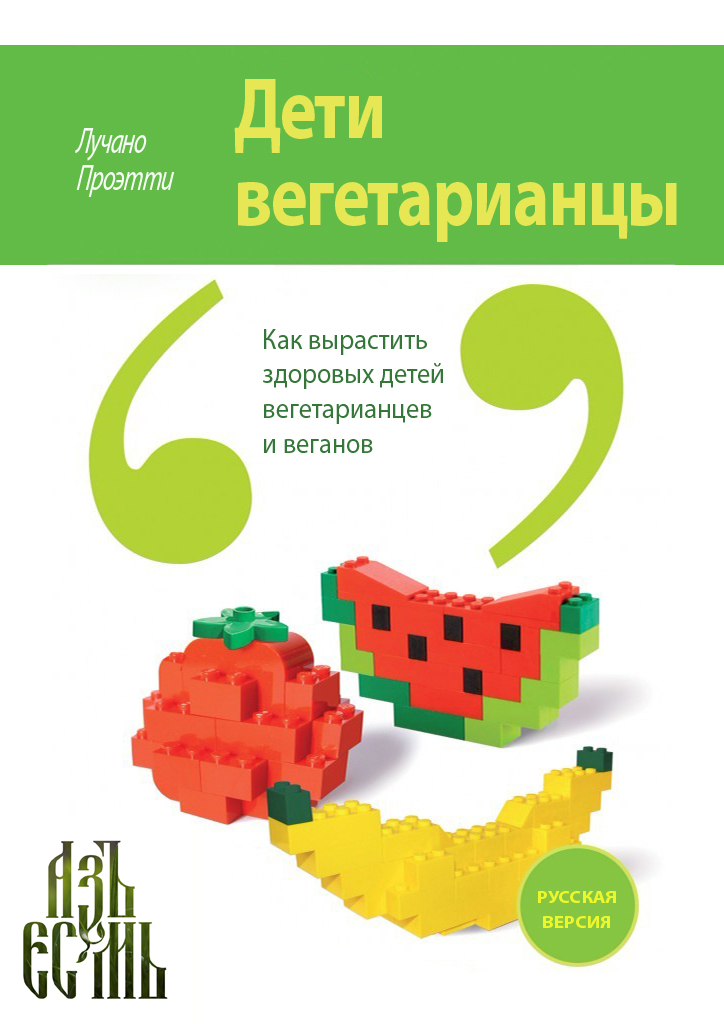 Лучано
Проэтти
Дети
вегетарианцы
Как вырастить
здоровых детей
вегетарианцев
и веганов
РУССКАЯ
ВЕРСИЯ
АЗЪ
ЕСМЬ